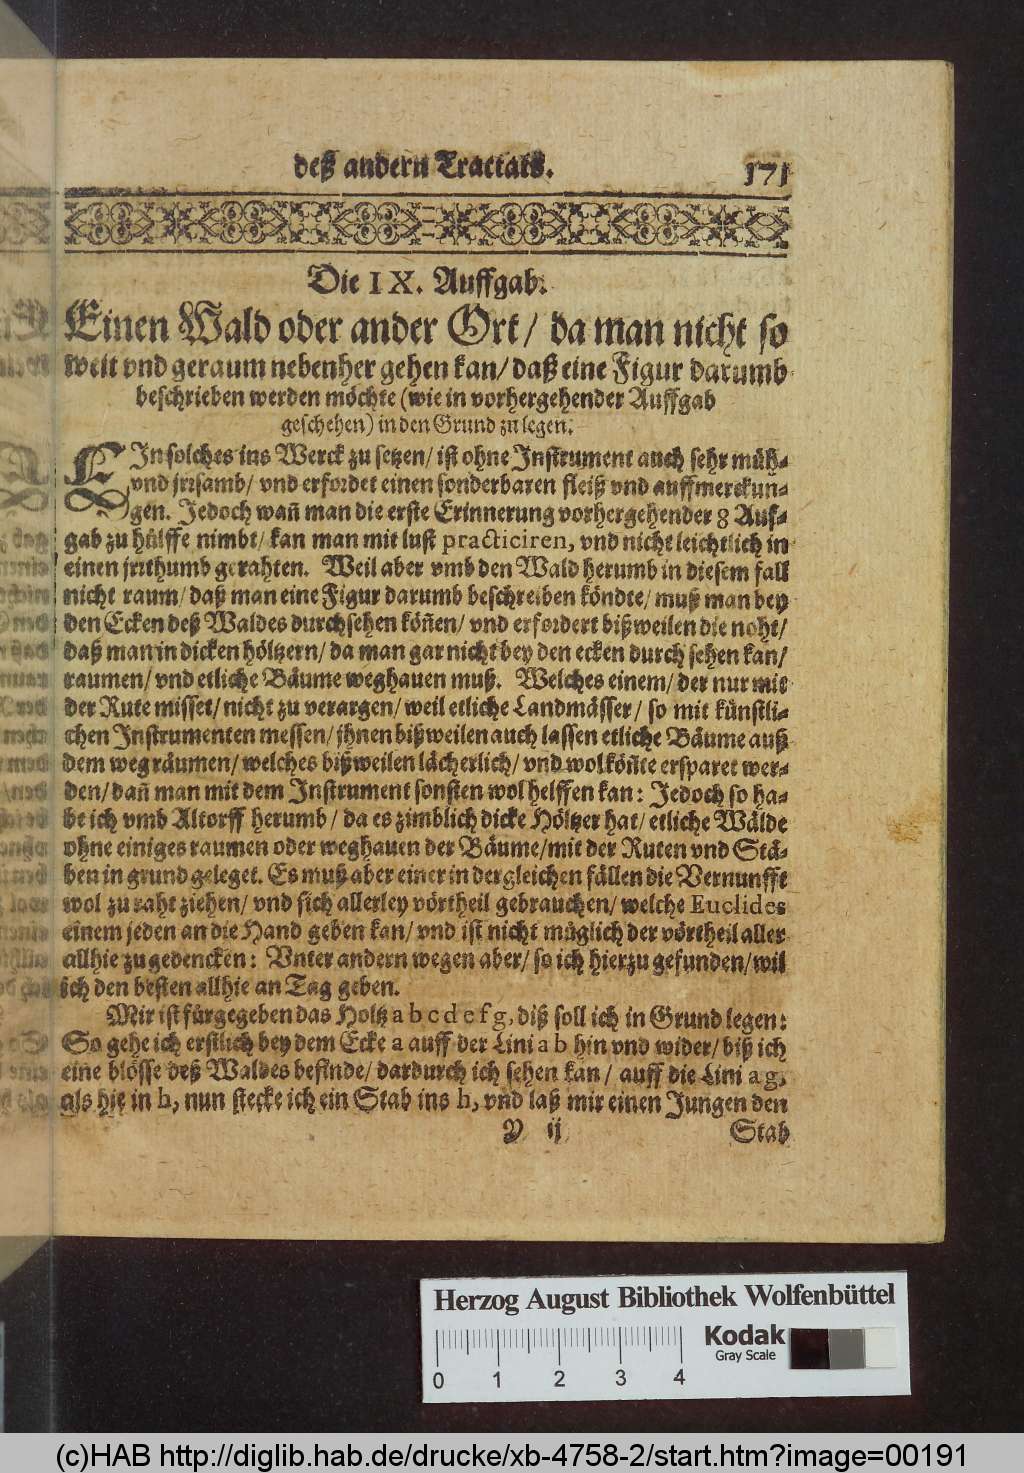 deß andern Tractats. 171
Die IX. Auffgab.
Einen Wald oder ander Ort/ da man nicht so
weit vnd geraum nebenher gehen kan/ daß eine Figur darumb
beschrieben werden möchte (wie in vorhergehender Auffgab
geschehen) in den Grund zu legen.
EIn solches ins Werck zu setzen/ ist ohne Instrument auch sehr müh-
vnd jrrsamb/ vnd erfordet einen sonderbaren fleiß vnd auffmerckun-
gen. Jedoch wañ man die erste Erinnerung vorhergehender 8 Auf-
gab zu hülffe nimbt/ kan man mit lust practiciren, vnd nicht leichtlich in
einen jrrthumb gerahten. Weil aber vmb den Wald herumb in diesem fall
nicht raum/ daß man eine Figur darumb beschreiben köndte/ muß man bey
den Ecken deß Waldes durchsehen köñen/ vnd erfordert bißweilen die noht/
daß man in dicken höltzern/ da man gar nicht bey den ecken durch sehen kan/
raumen/ vnd etliche Bäume weghauen muß. Welches einem/ der nur mit
der Rute misset/ nicht zu verargen/ weil etliche Landmässer/ so mit künstli-
chen Instrumenten messen/ jhnen bißweilen auch lassen etliche Bäume auß
dem weg räumen/ welches bißweilen lächerlich/ vnd wol köñte ersparet wer-
den/ dañ man mit dem Instrument sonsten wol helffen kan: Jedoch so ha-
be ich vmb Altorff herumb/ da es zimblich dicke Höltzer hat/ etliche Wälde
ohne einiges raumen oder weghauen der Bäume/ mit der Ruten vnd Stä-
ben in grund geleget. Es muß aber einer in dergleichen fällen die Vernunfft
wol zu raht ziehen/ vnd sich allerley vörtheil gebrauchen/ welche Euclides
einem jeden an die Hand geben kan/ vnd ist nicht müglich der vörtheil aller
allhie zu gedencken: Vnter andern wegen aber/ so ich hierzu gefunden/ wil
ich den besten allhie an Tag geben.
Mir ist fürgegeben das Holtz a b c d e f g, diß soll ich in Grund legen:
So gehe ich erstlich bey dem Ecke a auff der Lini a b hin vnd wider/ biß ich
eine blösse deß Waldes befinde/ dardurch ich sehen kan/ auff die Lini a g,
als hie in h, nun stecke ich ein Stab ins h, vnd laß mir einen Jungen den
Y ij Stab
Herzog August Bibliothek Wolfenbüttel
Kodak
Gray Scale
0 1 2 3 4
(c)HAB http://diglib.hab.de/drucke/xb-4758-2/start.htm?image=00191